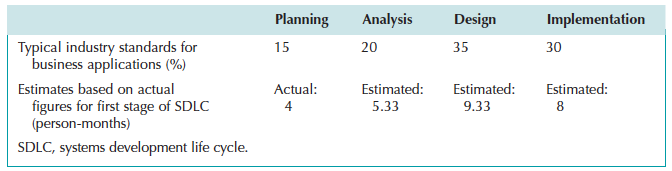 Planning Analysis Design Implementation
Typical industry standards for 15 20 35 30
business applications (%)
Estimates based on actual Actual: Estimated: Estimated: Estimated:
figures for first stage of SDLC 4 5.33 9.33 8
(person-months)
SDLC, systems development life cycle.